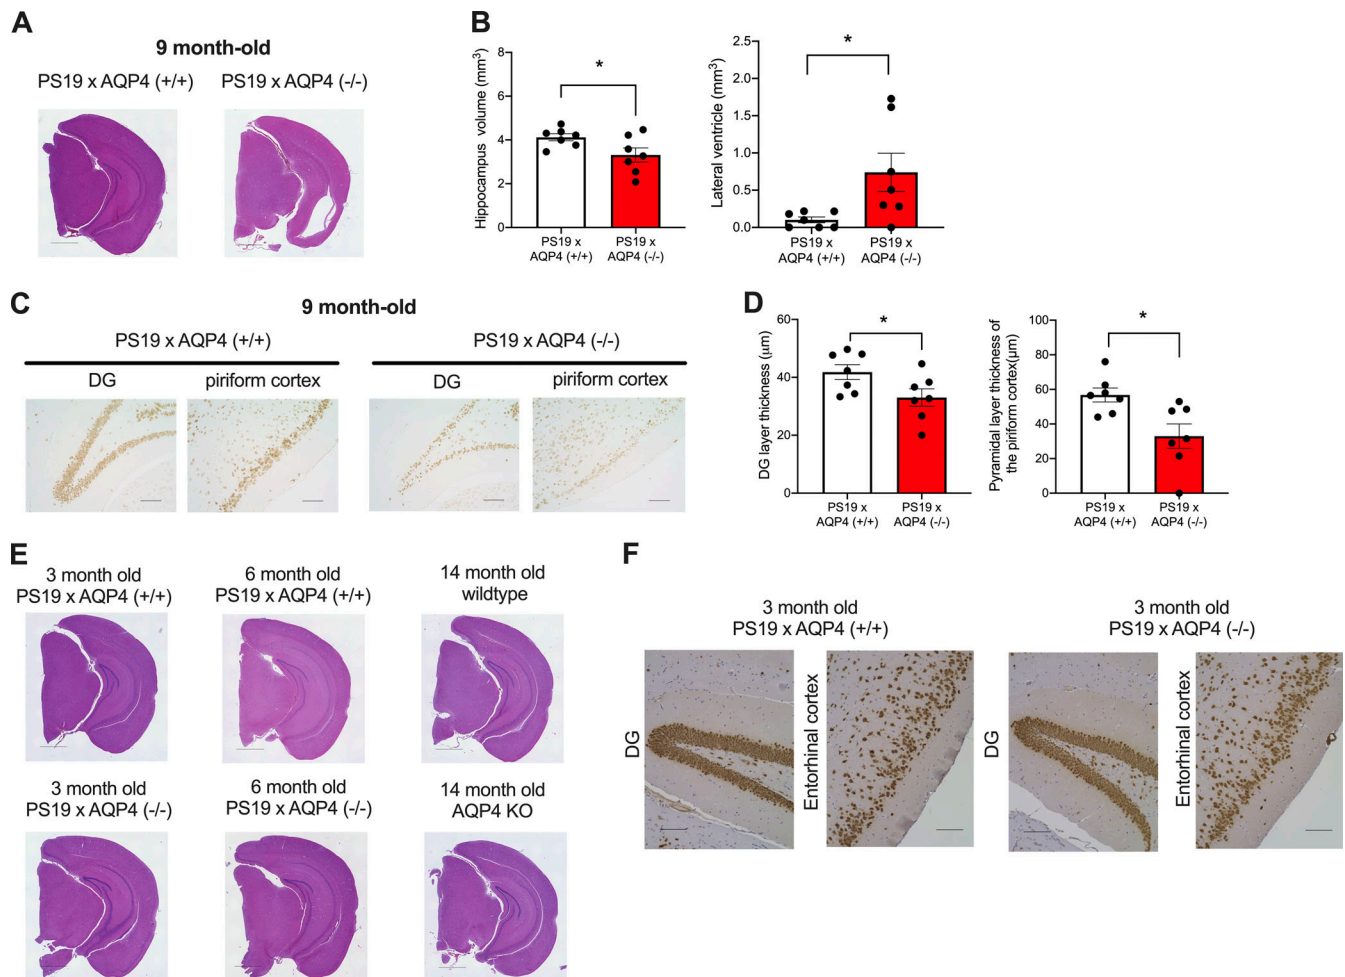 A
9 month-old
PS19 x AQP4 (+/+)
PS19 x AQP4 (-/-)
B
Hippocampus volume (mm³)
8
6
4
2
0
*
PS19 x
AQP4 (+/+)
PS19 x
AQP4 (-/-)
Lateral ventricle (mm³)
2.5
2.0
1.5
1.0
0.5
0.0
*
PS19 x
AQP4 (+/+)
PS19 x
AQP4 (-/-)
C
9 month-old
PS19 x AQP4 (+/+)
PS19 x AQP4 (-/-)
DG
piriform cortex
DG
piriform cortex
D
DG layer thickness (μm)
60
40
20
0
*
PS19 x
AQP4 (+/+)
PS19 x
AQP4 (-/-)
Pyramidal layer thickness of
the piriform cortex(μm)
100
80
60
40
20
0
*
PS19 x
AQP4 (+/+)
PS19 x
AQP4 (-/-)
E
3 month old
PS19 x AQP4 (+/+)
6 month old
PS19 x AQP4 (+/+)
14 month old
wildtype
3 month old
PS19 x AQP4 (-/-)
6 month old
PS19 x AQP4 (-/-)
14 month old
AQP4 KO
F
3 month old
PS19 x AQP4 (+/+)
3 month old
PS19 x AQP4 (-/-)
DG
Entorhinal cortex
DG
Entorhinal cortex